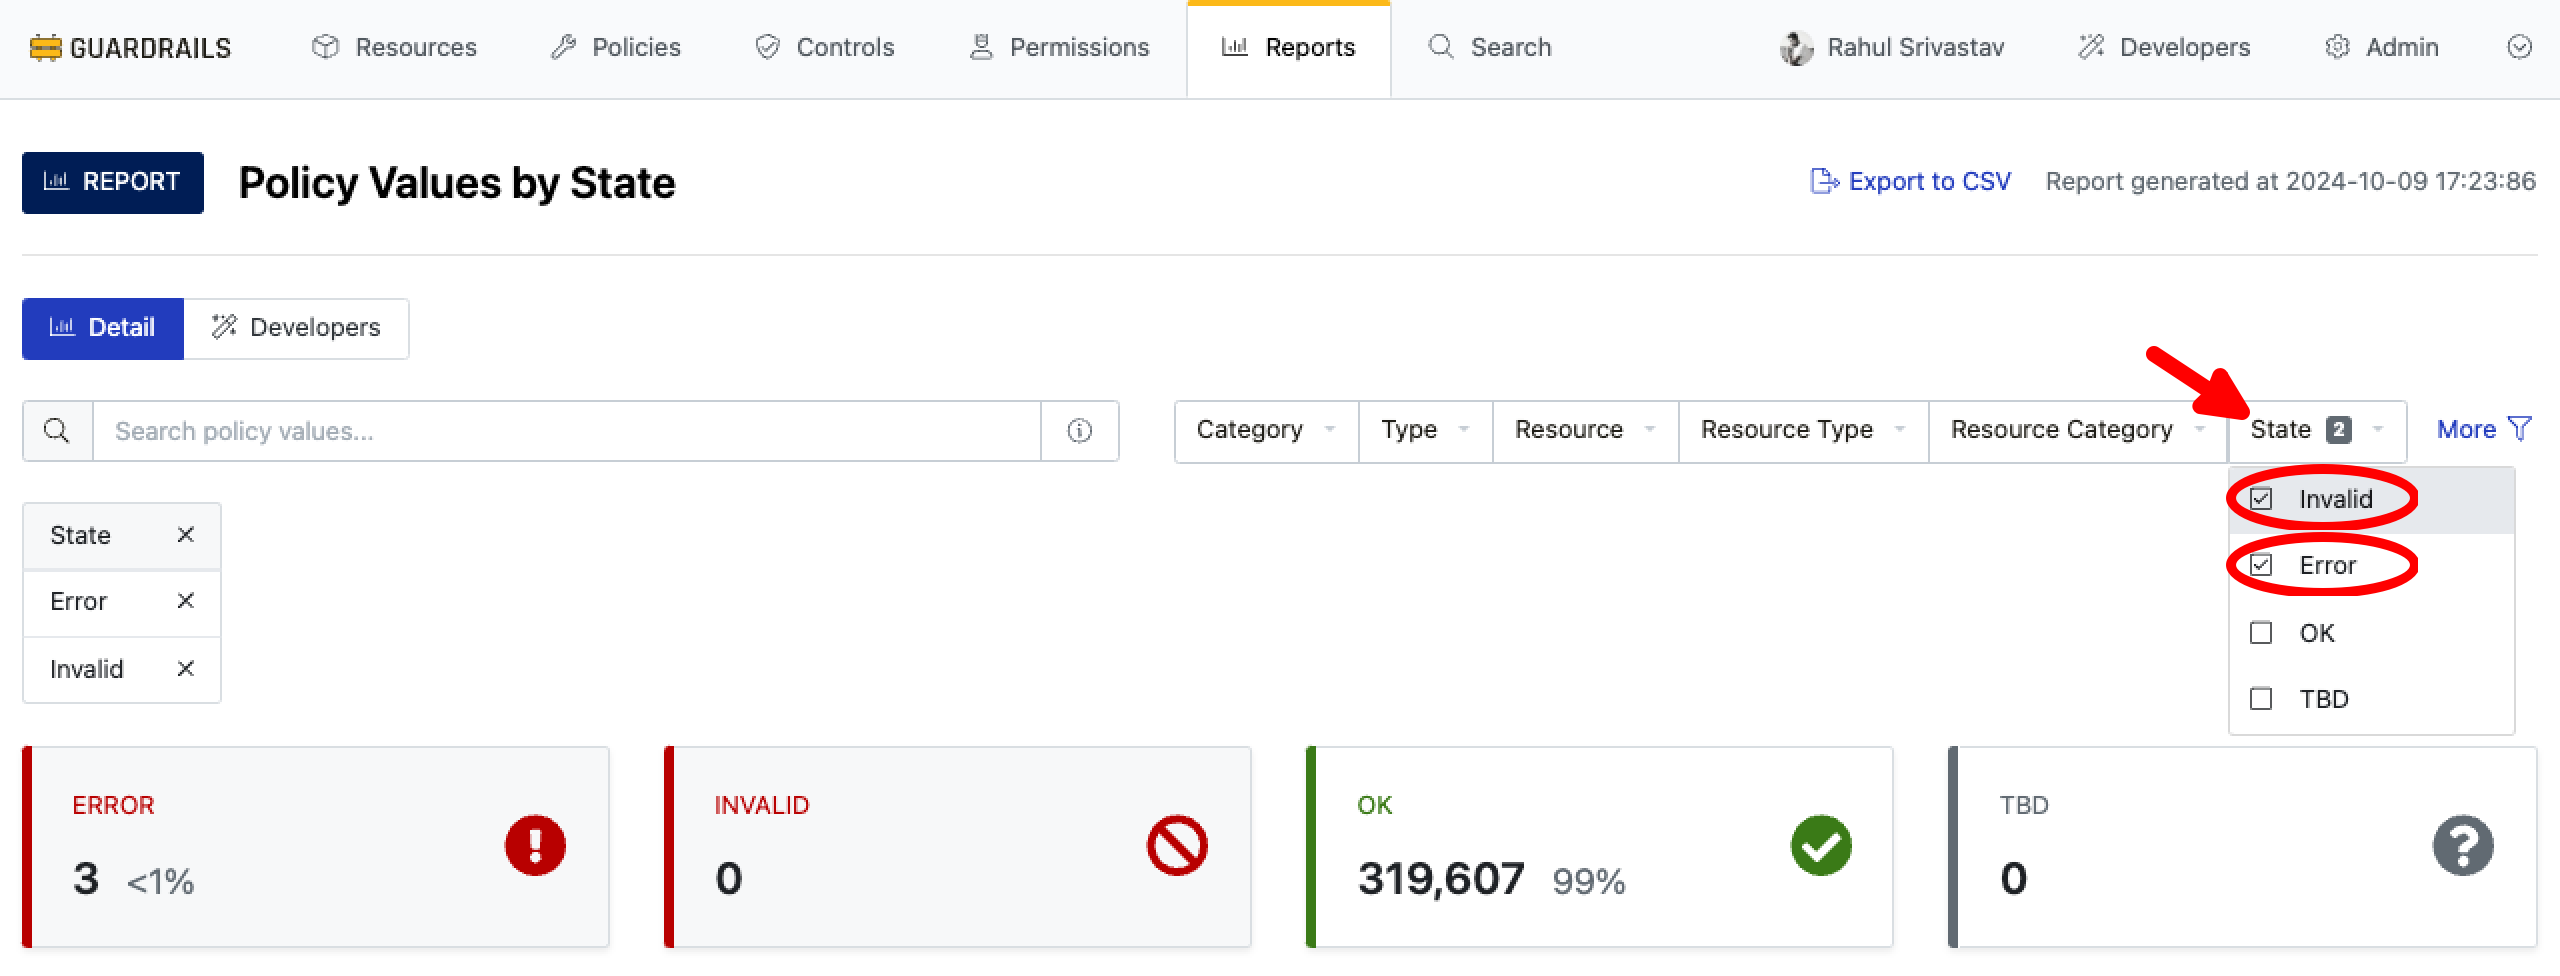 GUARDRAILS Resources Policies Controls Permissions Reports Search Rahul Srivastav Developers Admin
REPORT Policy Values by State Export to CSV Report generated at 2024-10-09 17:23:86
Detail Developers
Search policy values... Category Type Resource Resource Type Resource Category State 2 More
Invalid
Error
OK
TBD
State
Error
Invalid
ERROR
3 <1%
INVALID
0
OK
319,607 99%
TBD
0